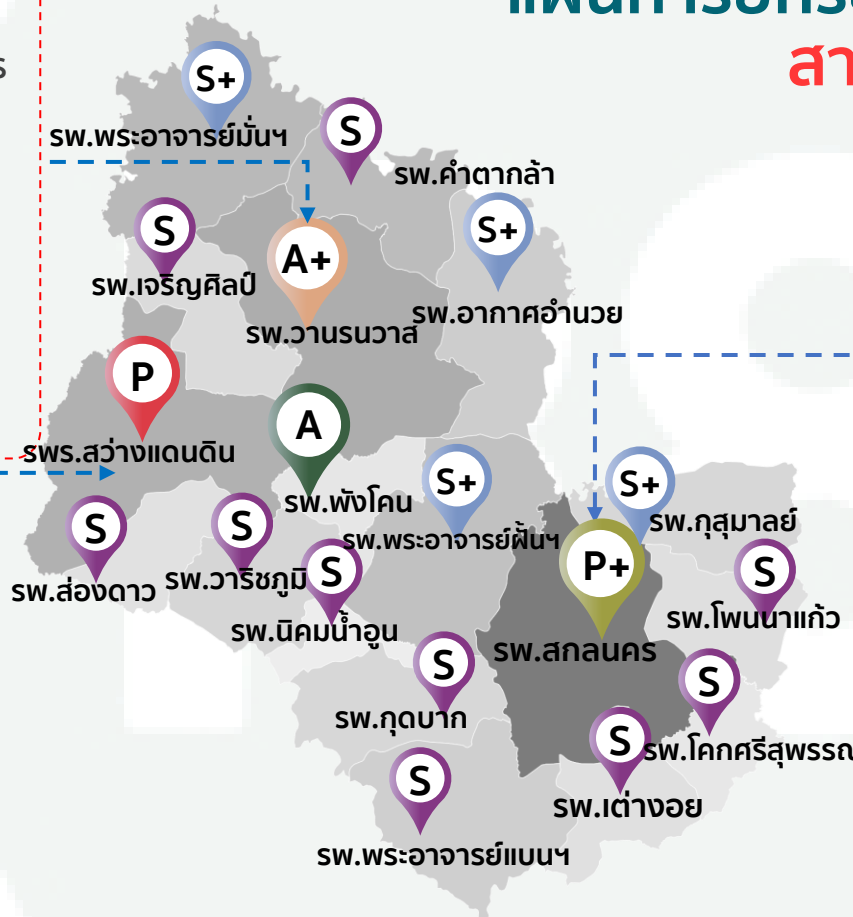 สา
S+
รพ.พระอาจารย์มั่นฯ
S
รพ.คำตากล้า
S
รพ.เจริญศิลป์
A+
รพ.วานรนวาส
S+
รพ.อากาศอำนวย
P
รพร.สว่างแดนดิน
A
รพ.พังโคน
S+
รพ.พระอาจารย์ฝั้นฯ
S+
รพ.กุสุมาลย์
S
รพ.ส่องดาว
S
รพ.วาริชภูมิ
S
รพ.นิคมน้ำอูน
P+
รพ.สกลนคร
S
รพ.โพนนาแก้ว
S
รพ.กุดบาก
S
รพ.โคกศรีสุพรรณ
S
รพ.เต่างอย
S
รพ.พระอาจารย์แบนฯ